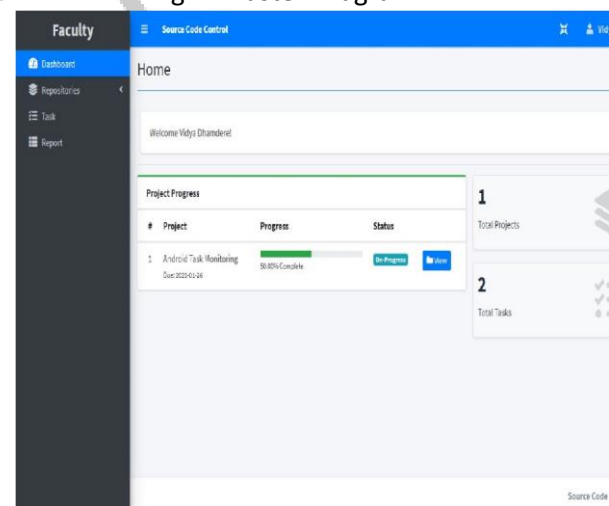 Faculty
Source Code Control
Dashboard
Repositories
Task
Report
Home
Welcome Vidya Dhamdere!
Project Progress
# Project Progress Status
1 Android Task Monitoring 50.00% Complete On-Progress View
Due: 2023-01-26
1
Total Projects
2
Total Tasks
Source Code